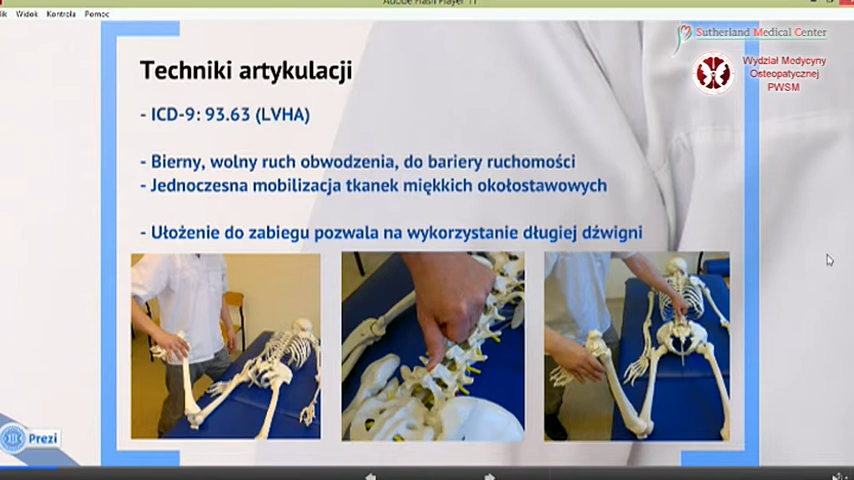 Adobe Flash Player 11
lik Widok Kontrola Pomoc
Sutherland Medical Center
Wydział Medycyny
Osteopatycznej
PWSM
Techniki artykulacji
- ICD-9: 93.63 (LVHA)
- Bierny, wolny ruch obwodzenia, do bariery ruchomości
- Jednoczesna mobilizacja tkanek miękkich okołostawowych
- Ułożenie do zabiegu pozwala na wykorzystanie długiej dźwigni
Prezi